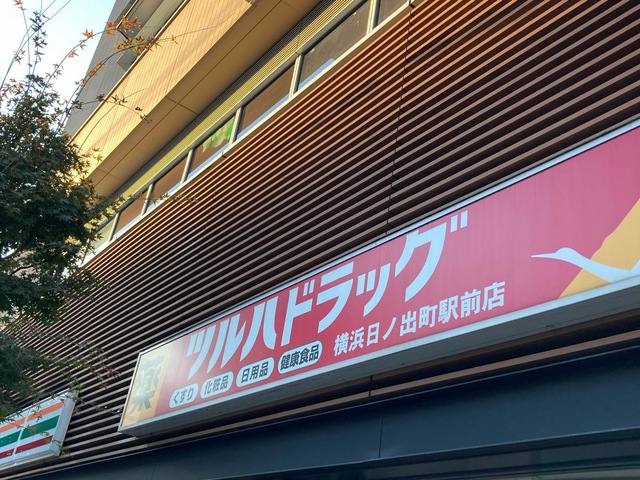 薬
ツルハドラッグ
くすり 化粧品 日用品 健康食品
横浜日ノ出町駅前店